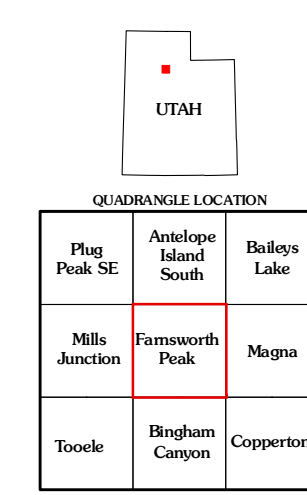 UTAH
QUADRANGLE LOCATION
Plug
Peak SE
Antelope
Island
South
Baileys
Lake
Mills
Junction
Farnsworth
Peak
Magna
Tooele
Bingham
Canyon
Copperton